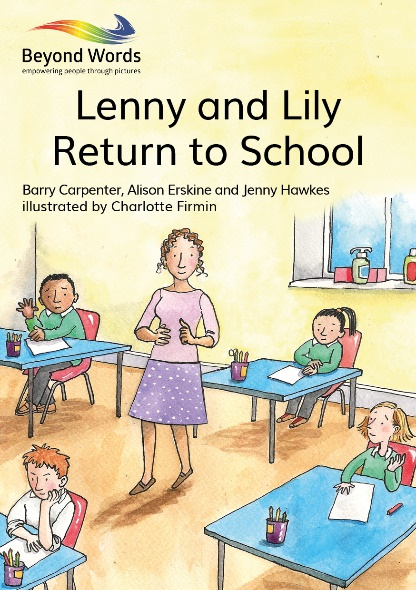 Beyond Words
empowering people through pictures
Lenny and Lily
Return to School
Barry Carpenter, Alison Erskine and Jenny Hawkes
illustrated by Charlotte Firmin